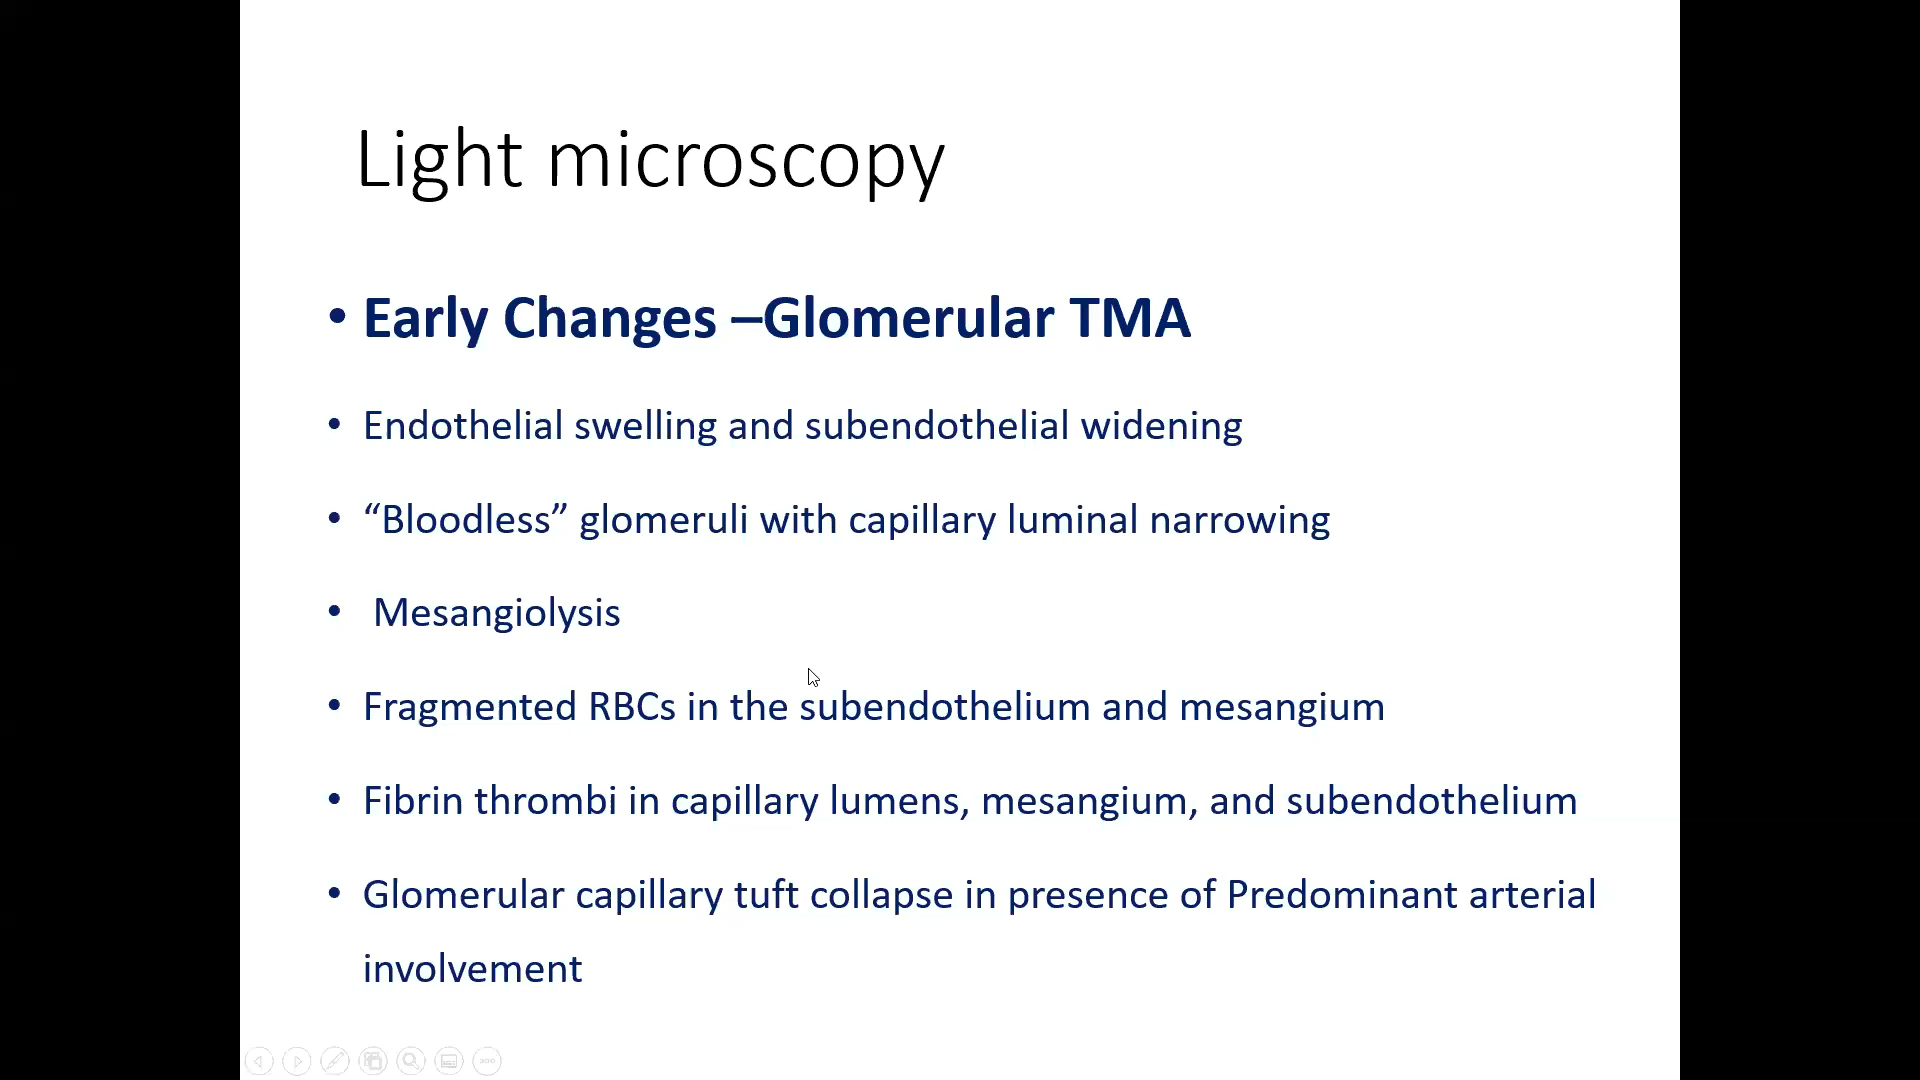 Light microscopy
• Early Changes –Glomerular TMA
• Endothelial swelling and subendothelial widening
• “Bloodless” glomeruli with capillary luminal narrowing
• Mesangiolysis
• Fragmented RBCs in the subendothelium and mesangium
• Fibrin thrombi in capillary lumens, mesangium, and subendothelium
• Glomerular capillary tuft collapse in presence of Predominant arterial
involvement